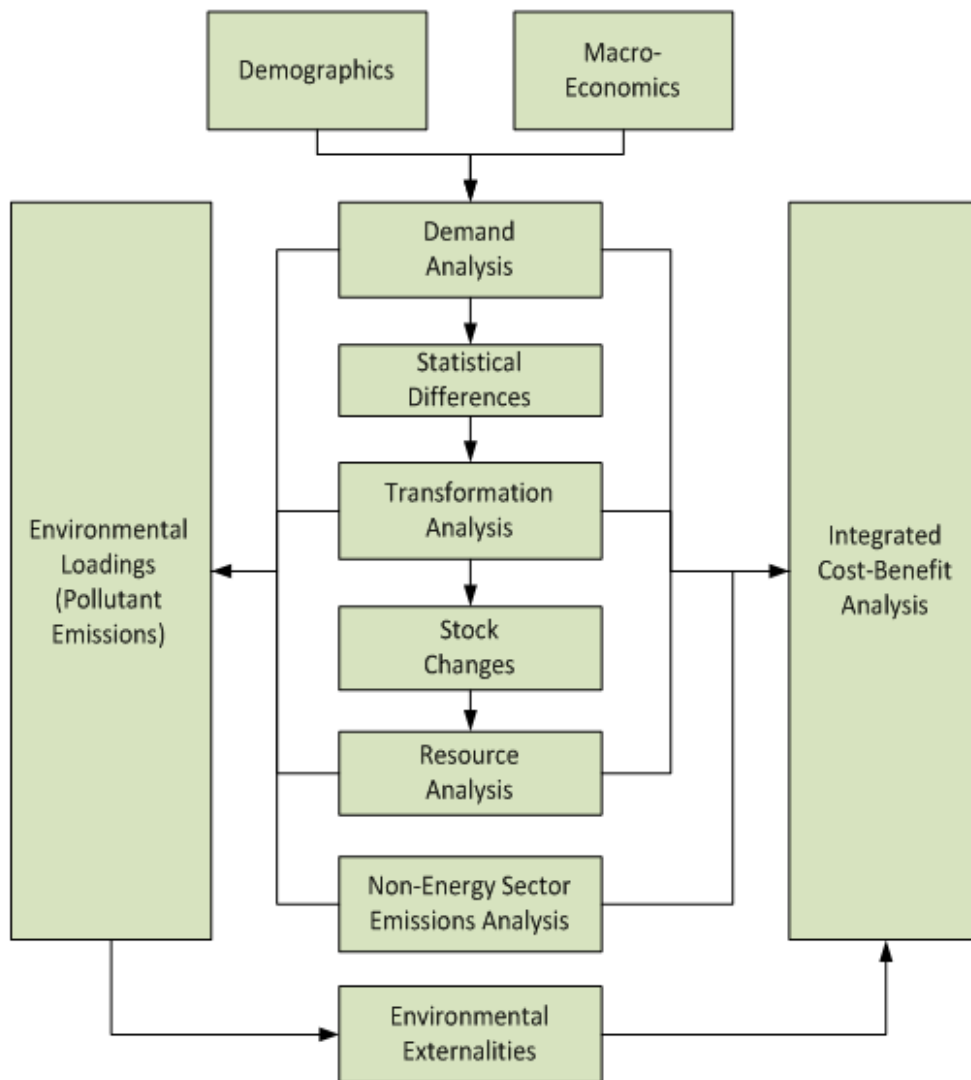 Demographics
Macro-
Economics
Demand
Analysis
Statistical
Differences
Transformation
Analysis
Environmental
Loadings
(Pollutant
Emissions)
Integrated
Cost-Benefit
Analysis
Stock
Changes
Resource
Analysis
Non-Energy Sector
Emissions Analysis
Environmental
Externalities